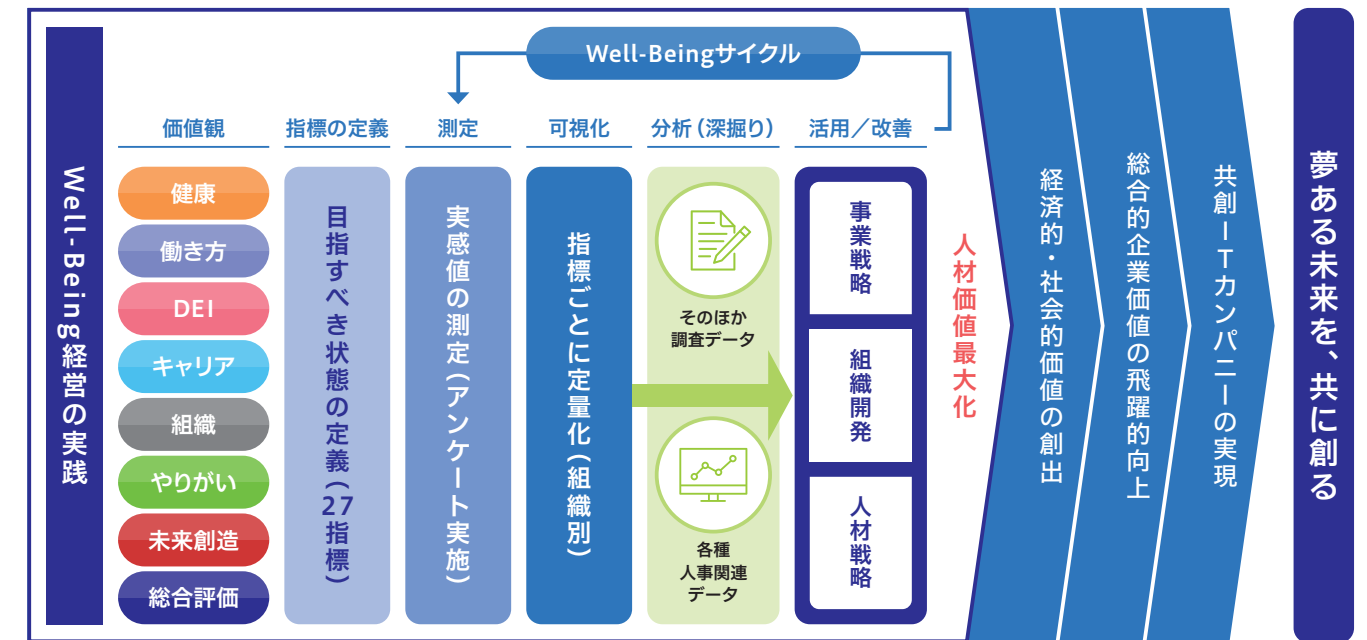 Well-Being経営の実践
Well-Beingサイクル
価値観
指標の定義
測定
可視化
分析（深掘り）
活用／改善
健康
働き方
DEI
キャリア
組織
やりがい
未来創造
総合評価
目指すべき状態の定義（27指標）
実感値の測定（アンケート実施）
指標ごとに定量化（組織別）
そのほか
調査データ
各種
人事関連
データ
事業戦略
組織開発
人材戦略
人材価値最大化
経済的・社会的価値の創出
総合的企業価値の飛躍的向上
共創ITカンパニーの実現
夢ある未来を、共に創る